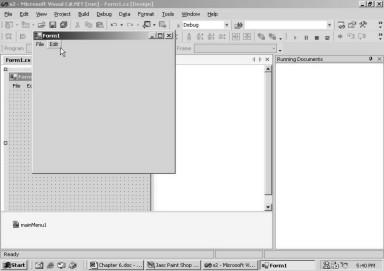 e2 - Microsoft Visual C#.NET [run] - Form1.cs [Design]
File Edit View Project Build Debug Data Format Tools Window Help
Debug
Form1
File Edit
Program
Frame
Form1.cs
Running Documents
Form
File
mainMenu1
Ready
Start
Chapter 6.doc - ...
Jasc Paint Shop ...
e2 - Microsoft V...
Form1
5:40 PM